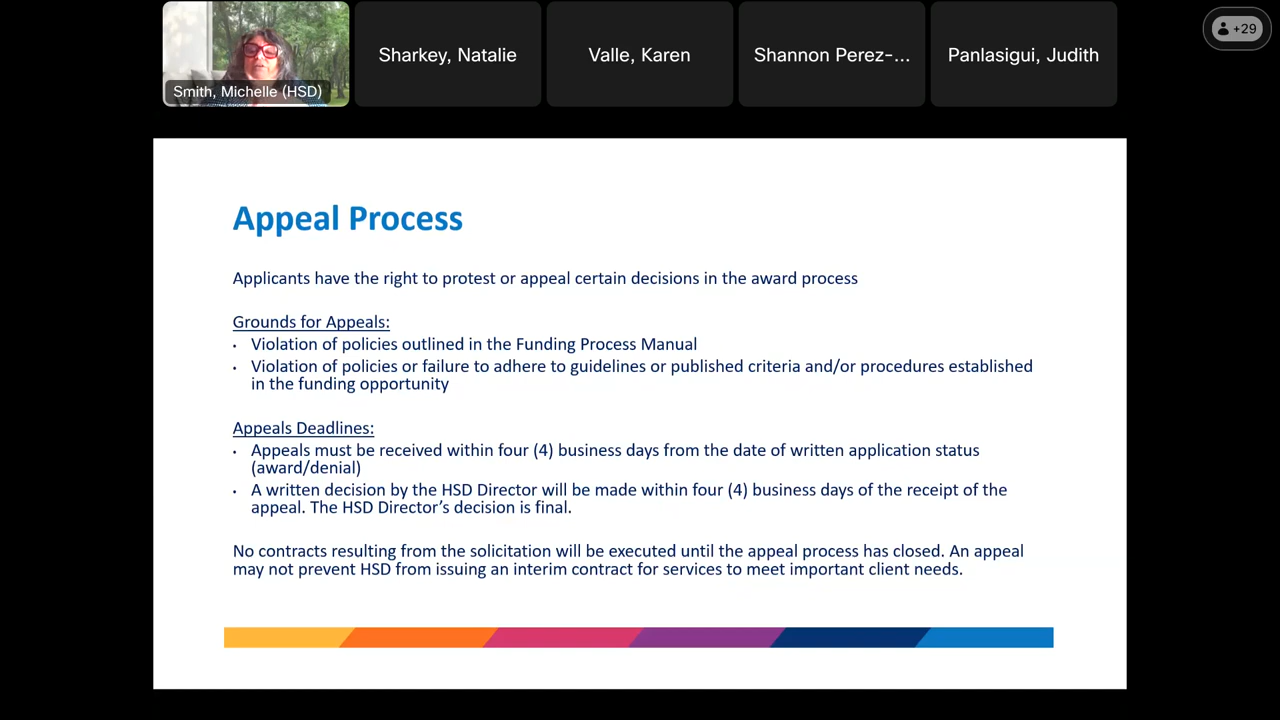 Smith, Michelle (HSD)
Sharkey, Natalie
Valle, Karen
Shannon Perez-...
Panlasigui, Judith
+29
Appeal Process
Applicants have the right to protest or appeal certain decisions in the award process
Grounds for Appeals:
• Violation of policies outlined in the Funding Process Manual
• Violation of policies or failure to adhere to guidelines or published criteria and/or procedures established
in the funding opportunity
Appeals Deadlines:
• Appeals must be received within four (4) business days from the date of written application status
(award/denial)
• A written decision by the HSD Director will be made within four (4) business days of the receipt of the
appeal. The HSD Director’s decision is final.
No contracts resulting from the solicitation will be executed until the appeal process has closed. An appeal
may not prevent HSD from issuing an interim contract for services to meet important client needs.